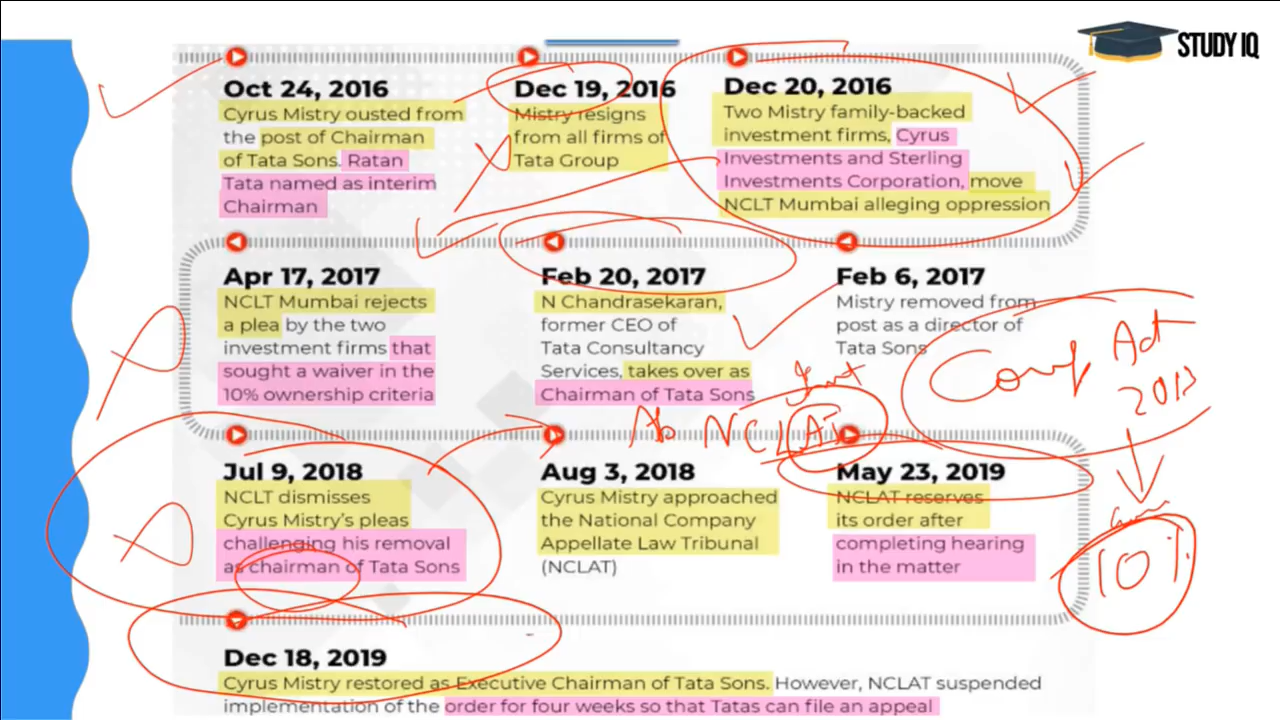 STUDY IQ
Oct 24, 2016
Cyrus Mistry ousted from
the post of Chairman
of Tata Sons. Ratan
Tata named as interim
Chairman
Dec 19, 2016
Mistry resigns
from all firms of
Tata Group
Dec 20, 2016
Two Mistry family-backed
investment firms, Cyrus
Investments and Sterling
Investments Corporation, move
NCLT Mumbai alleging oppression
Apr 17, 2017
NCLT Mumbai rejects
a plea by the two
investment firms that
sought a waiver in the
10% ownership criteria
Feb 20, 2017
N Chandrasekaran,
former CEO of
Tata Consultancy
Services, takes over as
Chairman of Tata Sons
Feb 6, 2017
Mistry removed from
post as a director of
Tata Sons
Comp Act
2013
10%
NCLAT
Jul 9, 2018
NCLT dismisses
Cyrus Mistry's pleas
challenging his removal
as chairman of Tata Sons
Aug 3, 2018
Cyrus Mistry approached
the National Company
Appellate Law Tribunal
(NCLAT)
May 23, 2019
NCLAT reserves
its order after
completing hearing
in the matter
Dec 18, 2019
Cyrus Mistry restored as Executive Chairman of Tata Sons. However, NCLAT suspended
implementation of the order for four weeks so that Tatas can file an appeal